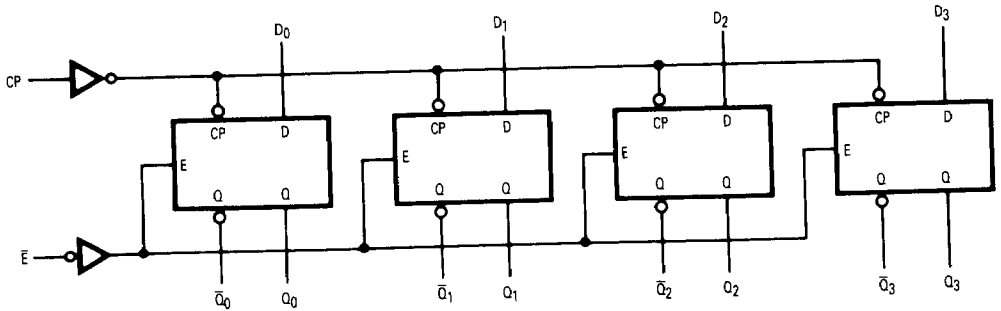 D0
D1
D2
D3
CP
CP D
CP D
CP D
CP D
E
E
E
E
Q Q
Q Q
Q Q
Q Q
E̅
Q̅0 Q0
Q̅1 Q1
Q̅2 Q2
Q̅3 Q3